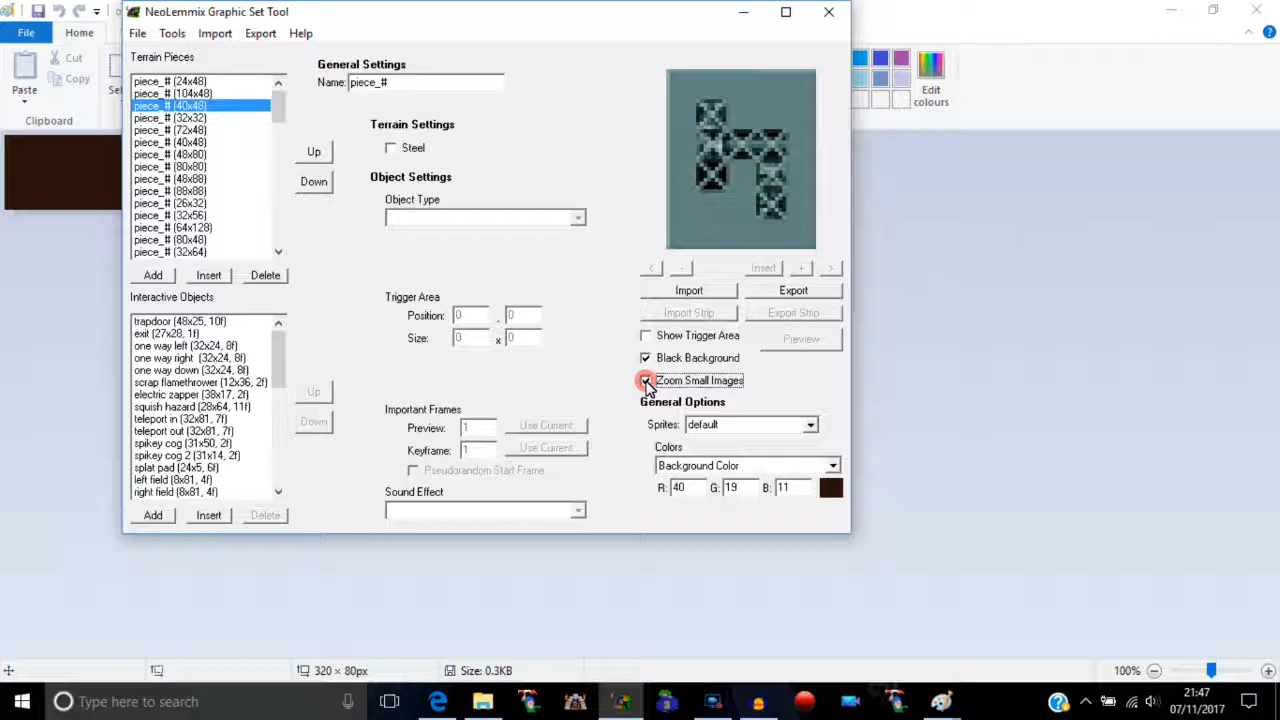 NeoLemmix Graphic Set Tool
File
Home
File Tools Import Export Help
Paste
Cut
Copy
Clipboard
Edit
colours
Terrain Pieces
piece_# (24x48)
piece_# (104x48)
piece_# (40x48)
piece_# (32x32)
piece_# (72x48)
piece_# (40x48)
piece_# (48x80)
piece_# (80x80)
piece_# (48x88)
piece_# (88x88)
piece_# (26x32)
piece_# (32x56)
piece_# (64x128)
piece_# (80x48)
piece_# (32x64)
Add Insert Delete
Interactive Objects
trapdoor (48x25, 10f)
exit (27x28, 1f)
one way left (32x24, 8f)
one way right (32x24, 8f)
one way down (32x24, 8f)
scrap flamethrower (12x36, 2f)
electric zapper (38x17, 2f)
squish hazard (28x64, 11f)
teleport in (32x81, 7f)
teleport out (32x81, 7f)
spikey cog (31x50, 2f)
spikey cog 2 (31x14, 2f)
splat pad (24x5, 6f)
left field (8x81, 4f)
right field (8x81, 4f)
Add Insert Delete
Up
Down
Up
Down
General Settings
Name: piece_#
Terrain Settings
Steel
Object Settings
Object Type
Trigger Area
Position: 0 , 0
Size: 0 x 0
Important Frames
Preview: 1 Use Current
Keyframe: 1 Use Current
Pseudorandom Start Frame
Sound Effect
< - Insert + >
Import Export
Import Strip Export Strip
Show Trigger Area Preview
Black Background
Zoom Small Images
General Options
Sprites: default
Colors
Background Color
R: 40 G: 19 B: 11
320 × 80px
Size: 0.3KB
100%
Type here to search
21:47
07/11/2017